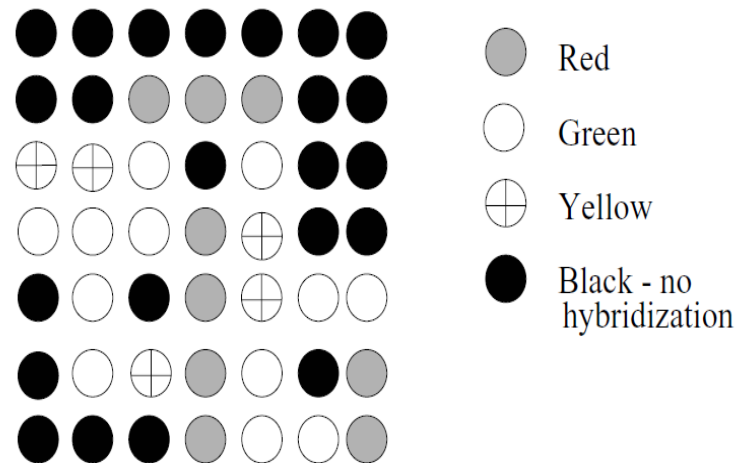 Red
Green
Yellow
Black - no
hybridization